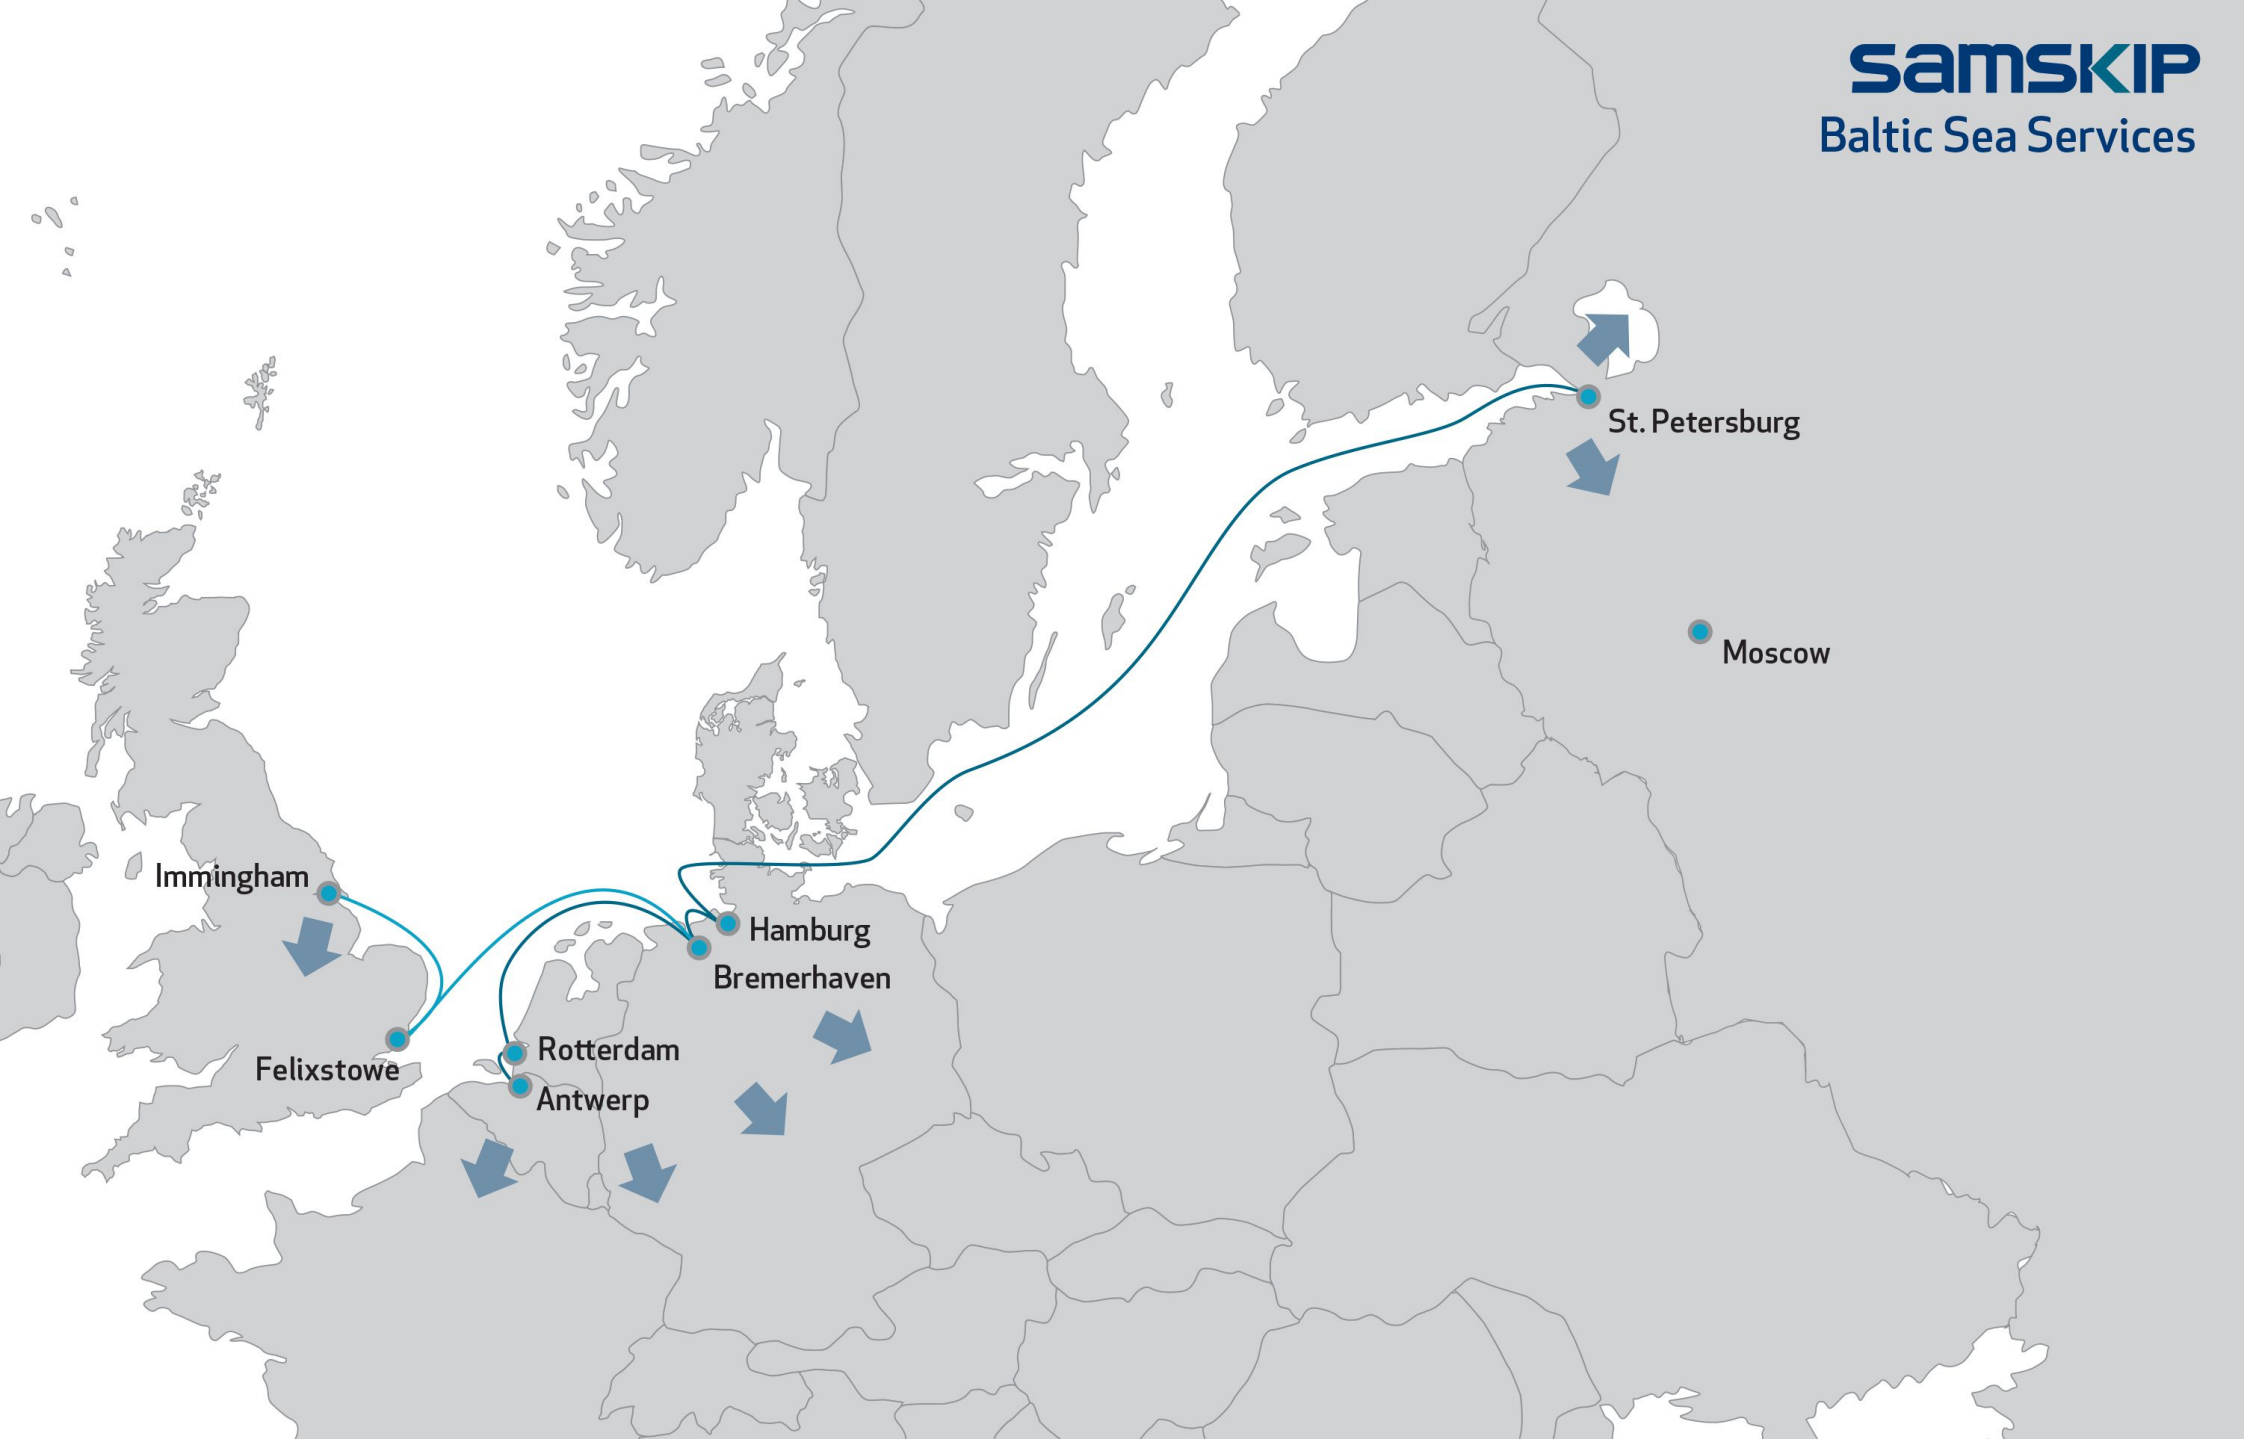 SAMSKIP
Baltic Sea Services
St. Petersburg
Moscow
Immingham
Hamburg
Bremerhaven
Rotterdam
Felixstowe
Antwerp